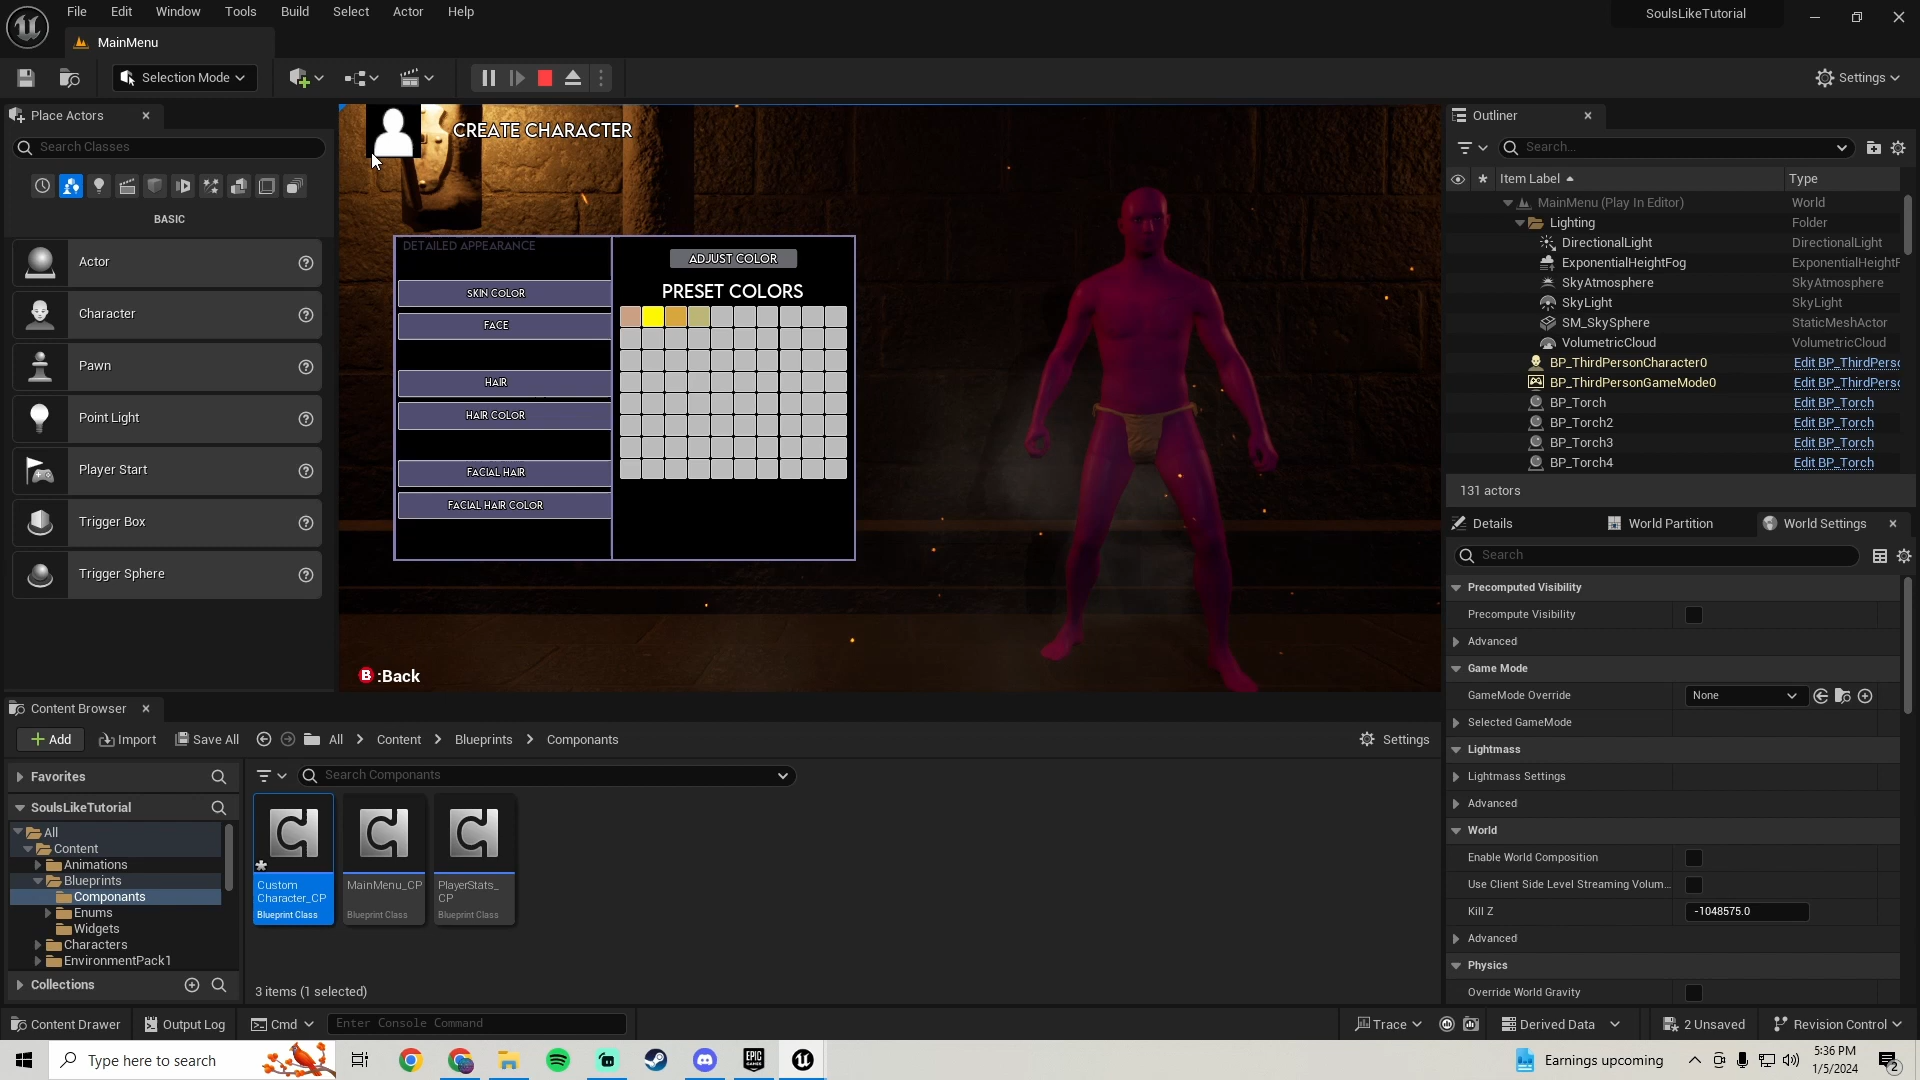 File Edit Window Tools Build Select Actor Help
SoulsLikeTutorial
MainMenu
Selection Mode
Settings
Place Actors
Search Classes
BASIC
Actor
Character
Pawn
Point Light
Player Start
Trigger Box
Trigger Sphere
CREATE CHARACTER
DETAILED APPEARANCE
SKIN COLOR
FACE
HAIR
HAIR COLOR
FACIAL HAIR
FACIAL HAIR COLOR
ADJUST COLOR
PRESET COLORS
B :Back
Outliner
Search...
Item Label Type
MainMenu (Play In Editor) World
Lighting Folder
DirectionalLight DirectionalLight
ExponentialHeightFog ExponentialHeightF
SkyAtmosphere SkyAtmosphere
SkyLight SkyLight
SM_SkySphere StaticMeshActor
VolumetricCloud VolumetricCloud
BP_ThirdPersonCharacter0 Edit BP_ThirdPerso
BP_ThirdPersonGameMode0 Edit BP_ThirdPerso
BP_Torch Edit BP_Torch
BP_Torch2 Edit BP_Torch
BP_Torch3 Edit BP_Torch
BP_Torch4 Edit BP_Torch
131 actors
Details World Partition World Settings
Search
Precomputed Visibility
Precompute Visibility
Advanced
Game Mode
GameMode Override None
Selected GameMode
Lightmass
Lightmass Settings
Advanced
World
Enable World Composition
Use Client Side Level Streaming Volum...
Kill Z -1048575.0
Advanced
Physics
Override World Gravity
Content Browser
Add Import Save All All Content Blueprints Componants
Settings
Favorites
SoulsLikeTutorial
All
Content
Animations
Blueprints
Componants
Enums
Widgets
Characters
EnvironmentPack1
Collections
Search Componants
Custom
Character_CP
Blueprint Class
MainMenu_CP
Blueprint Class
PlayerStats_
CP
Blueprint Class
3 items (1 selected)
Content Drawer Output Log Cmd Enter Console Command
Trace Derived Data 2 Unsaved Revision Control
Type here to search
EPIC
GAMES
Earnings upcoming
5:36 PM
1/5/2024
2